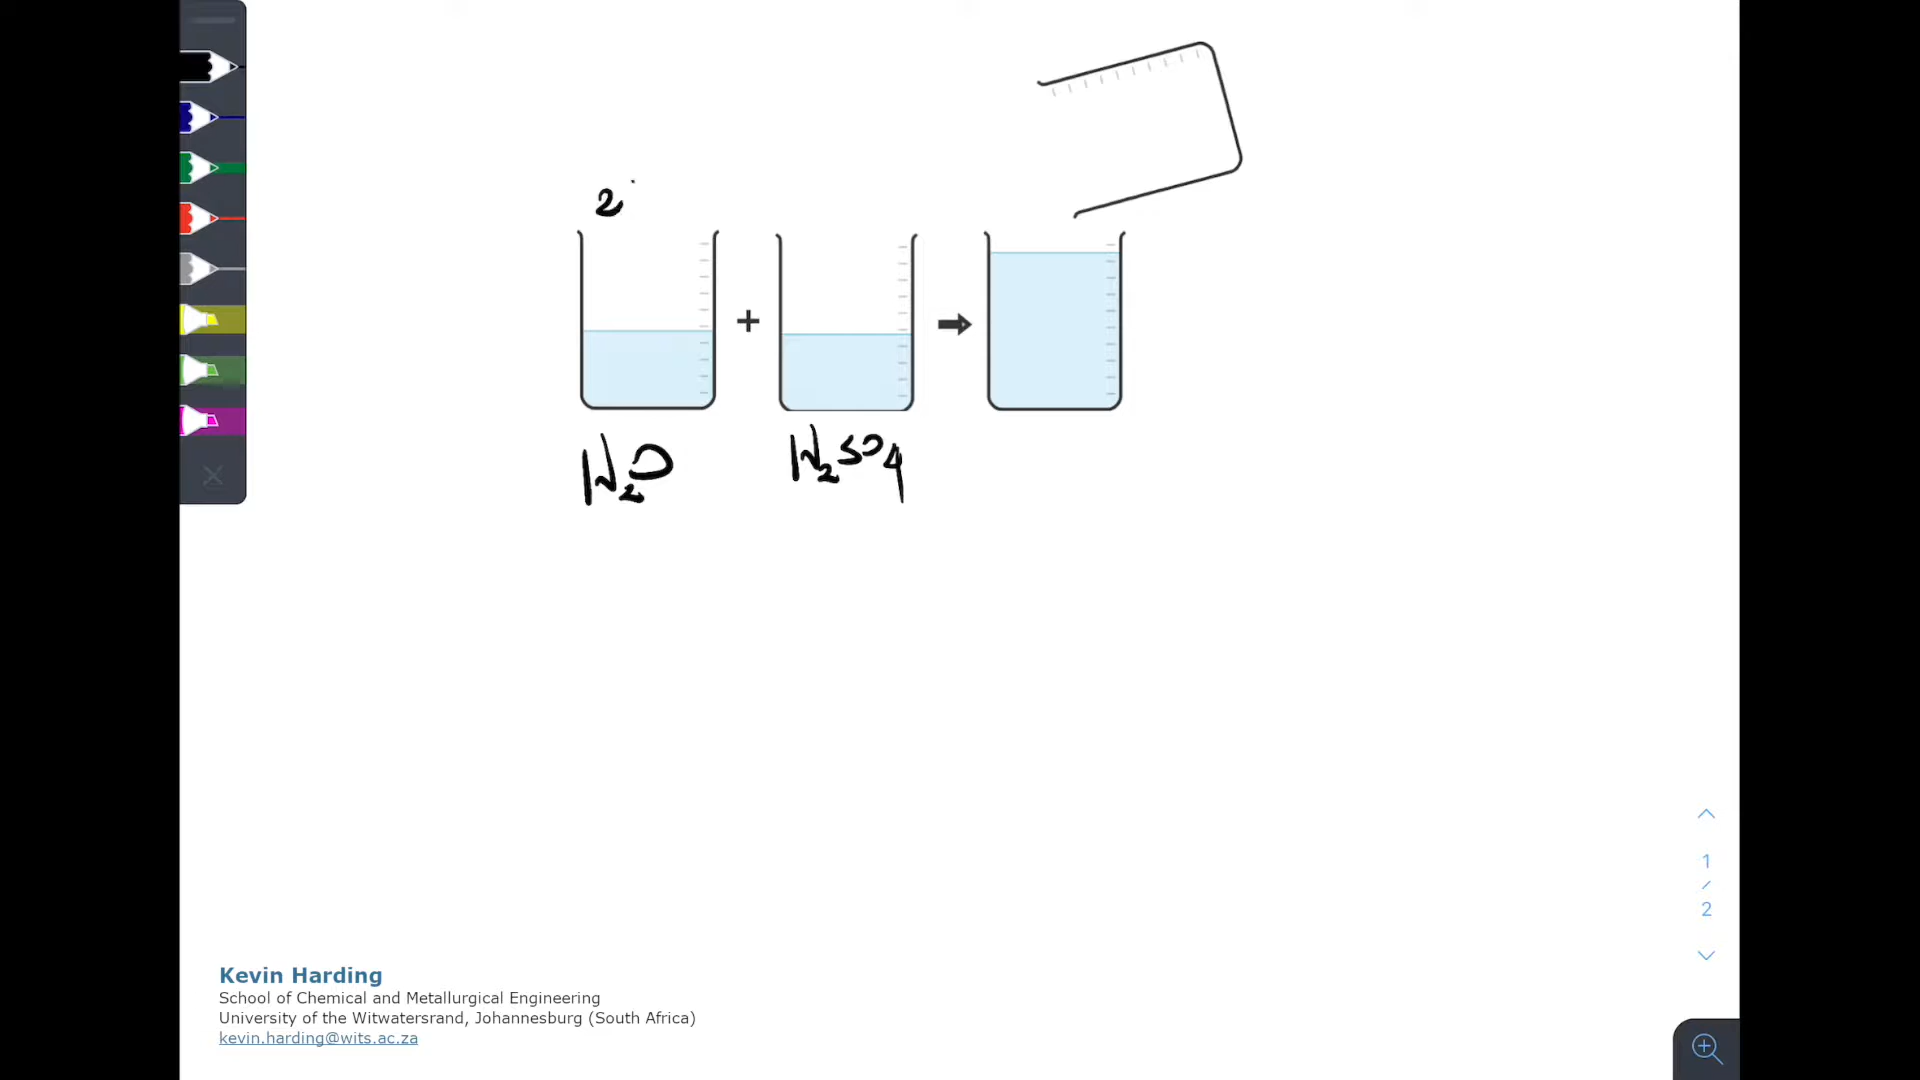 2
+
H₂O
H₂SO₄
1
/
2
Kevin Harding
School of Chemical and Metallurgical Engineering
University of the Witwatersrand, Johannesburg (South Africa)
kevin.harding@wits.ac.za